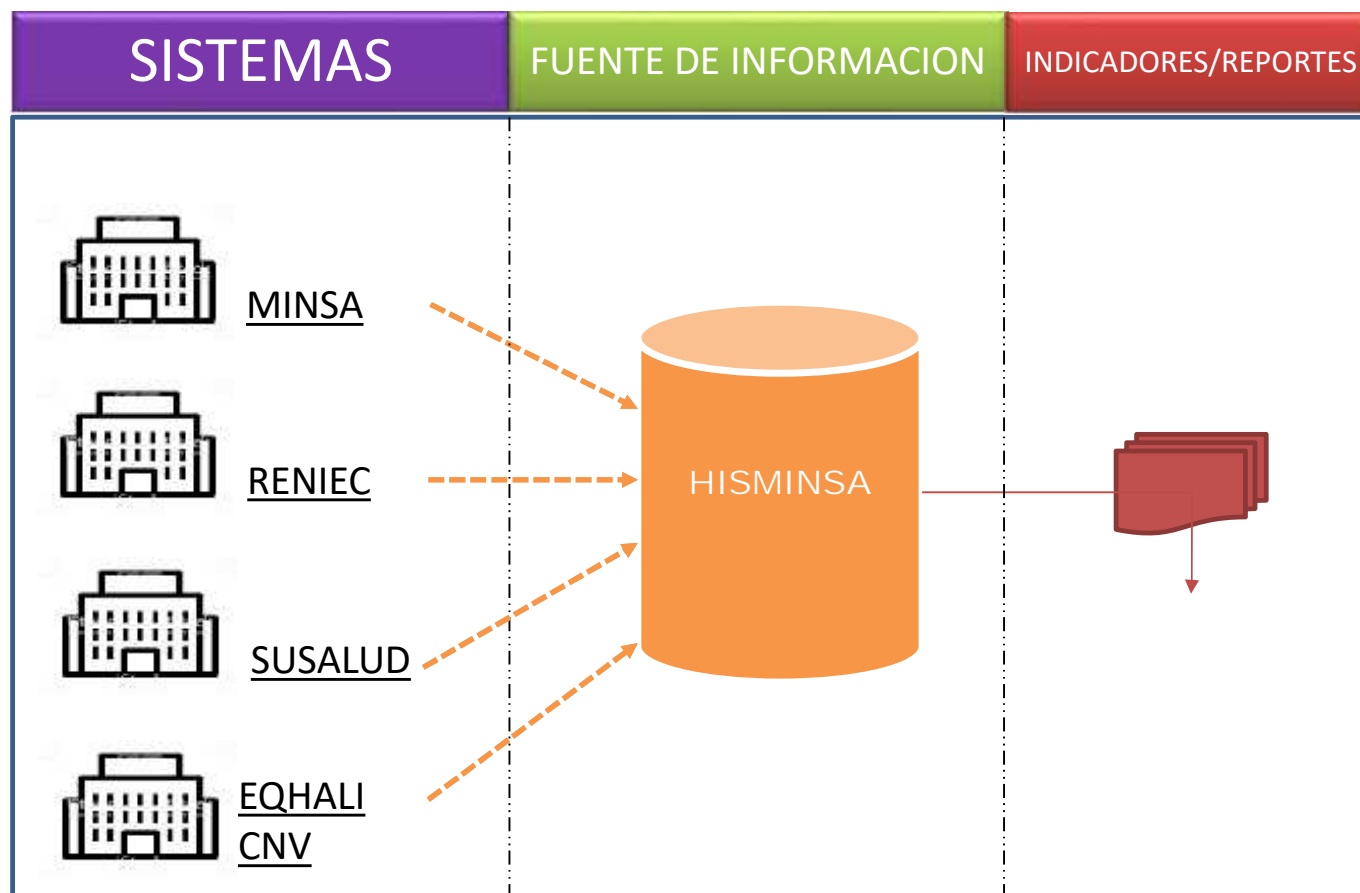 SISTEMAS
FUENTE DE INFORMACION
INDICADORES/REPORTES
MINSA
RENIEC
HISMINSA
SUSALUD
EQHALI
CNV